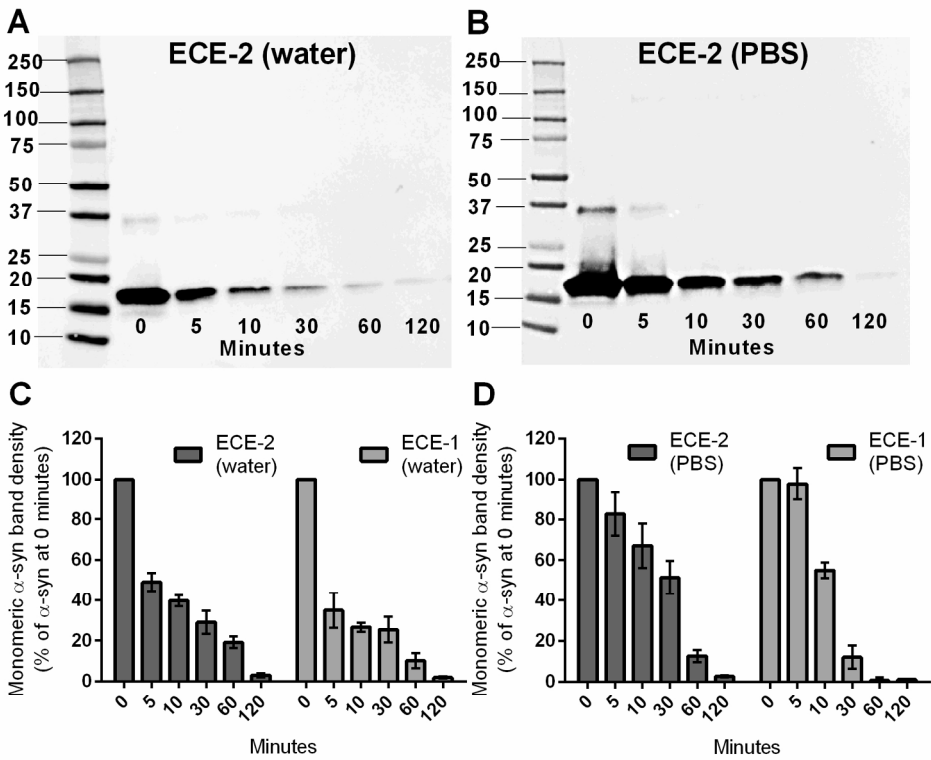 A
ECE-2 (water)
250
150
100
75
50
37
25
20
15
10
0 5 10 30 60 120
Minutes
B
ECE-2 (PBS)
250
150
100
75
50
37
25
20
15
10
0 5 10 30 60 120
Minutes
C
Monomeric α-syn band density
(% of α-syn at 0 minutes)
120
100
80
60
40
20
0
ECE-2
(water)
ECE-1
(water)
0 5 10 30 60 120 0 5 10 30 60 120
Minutes
D
Monomeric α-syn band density
(% of α-syn at 0 minutes)
120
100
80
60
40
20
0
ECE-2
(PBS)
ECE-1
(PBS)
0 5 10 30 60 120 0 5 10 30 60 120
Minutes